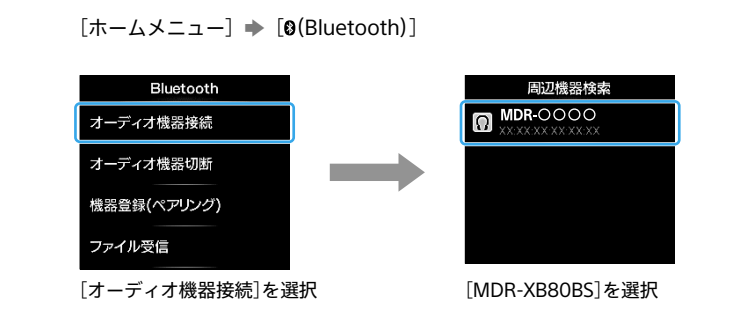 ［ホームメニュー］ ➡ ［(Bluetooth)］
Bluetooth
オーディオ機器接続
オーディオ機器切断
機器登録(ペアリング)
ファイル受信
［オーディオ機器接続］を選択
周辺機器検索
MDR-〇〇〇〇
XX:XX:XX:XX:XX:XX
［MDR-XB80BS］を選択